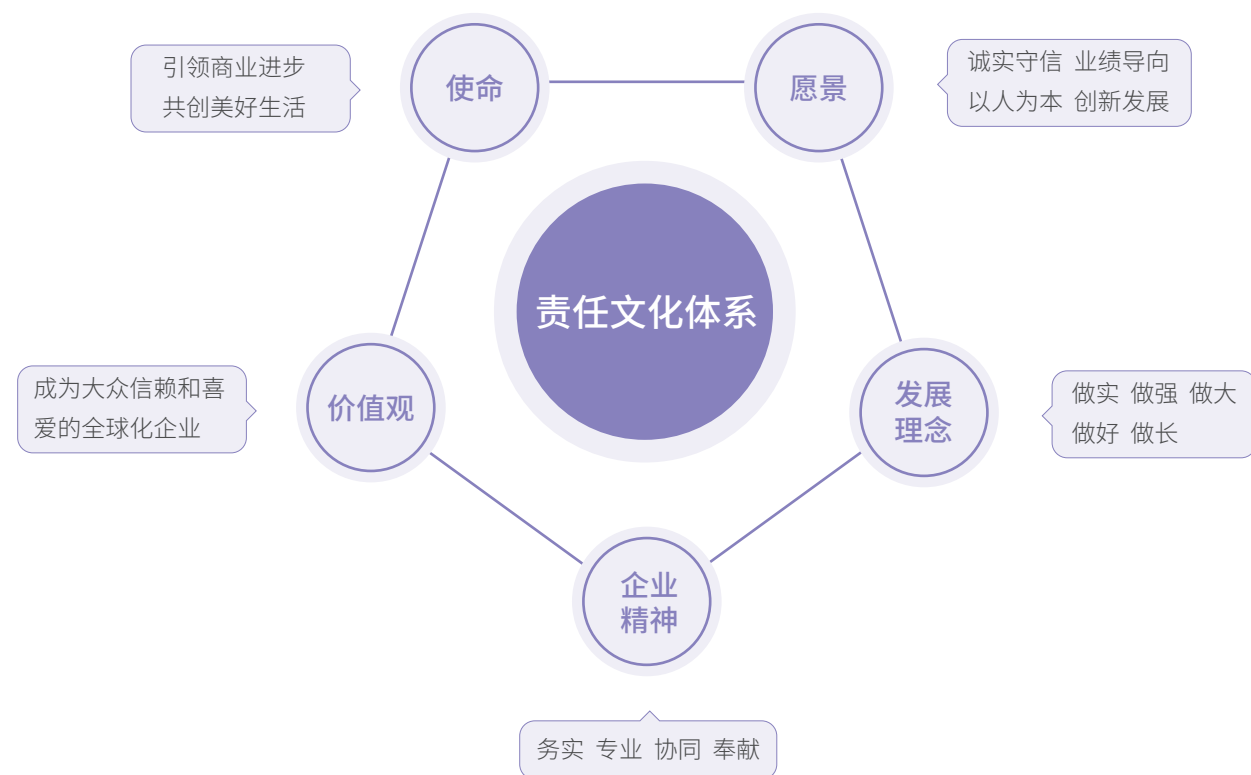 引领商业进步
共创美好生活
使命
愿景
诚实守信 业绩导向
以人为本 创新发展
责任文化体系
成为大众信赖和喜
爱的全球化企业
价值观
发展
理念
做实 做强 做大
做好 做长
企业
精神
务实 专业 协同 奉献